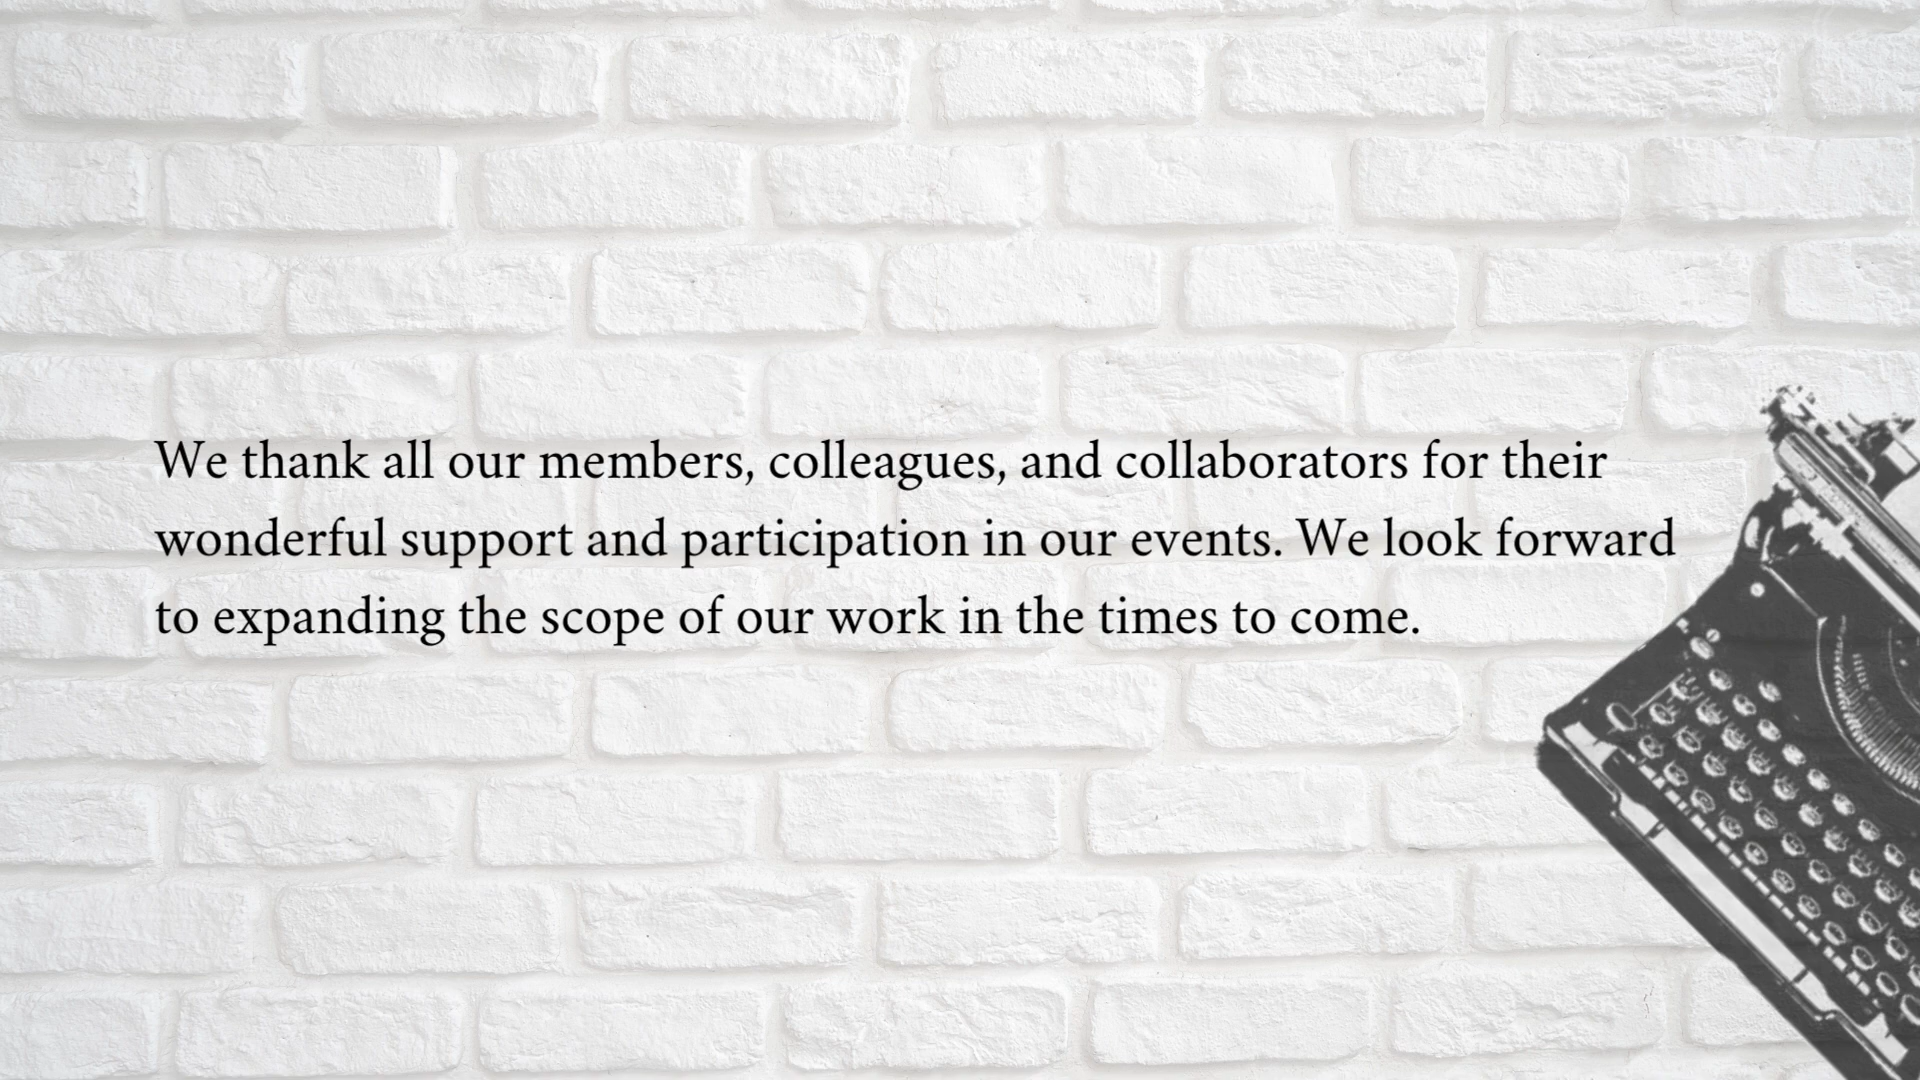 We thank all our members, colleagues, and collaborators for their
wonderful support and participation in our events. We look forward
to expanding the scope of our work in the times to come.